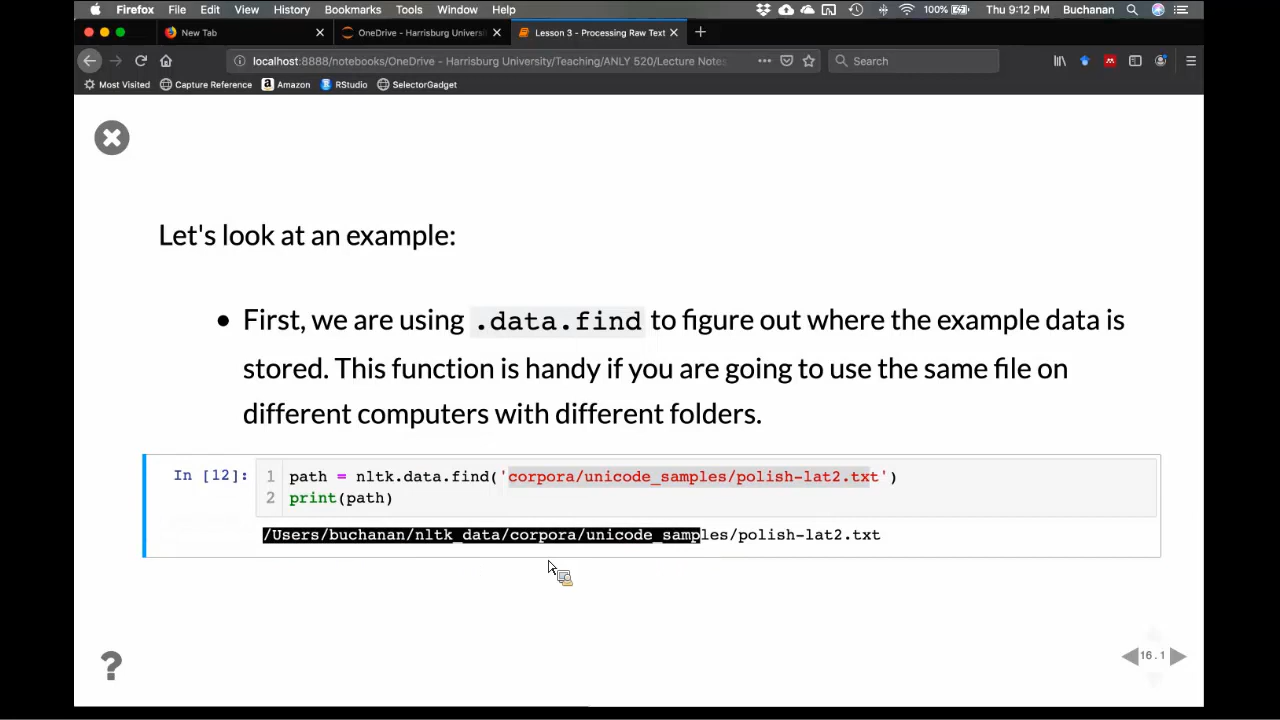 Firefox File Edit View History Bookmarks Tools Window Help 100% Thu 9:12 PM Buchanan
New Tab × OneDrive - Harrisburg Universi × Lesson 3 - Processing Raw Text × +
localhost:8888/notebooks/OneDrive - Harrisburg University/Teaching/ANLY 520/Lecture Notes Search
Most Visited Capture Reference Amazon RStudio SelectorGadget
Let's look at an example:
• First, we are using .data.find to figure out where the example data is
stored. This function is handy if you are going to use the same file on
different computers with different folders.
In [12]: 1 path = nltk.data.find('corpora/unicode_samples/polish-lat2.txt')
2 print(path)
/Users/buchanan/nltk_data/corpora/unicode_samples/polish-lat2.txt
?
16.1